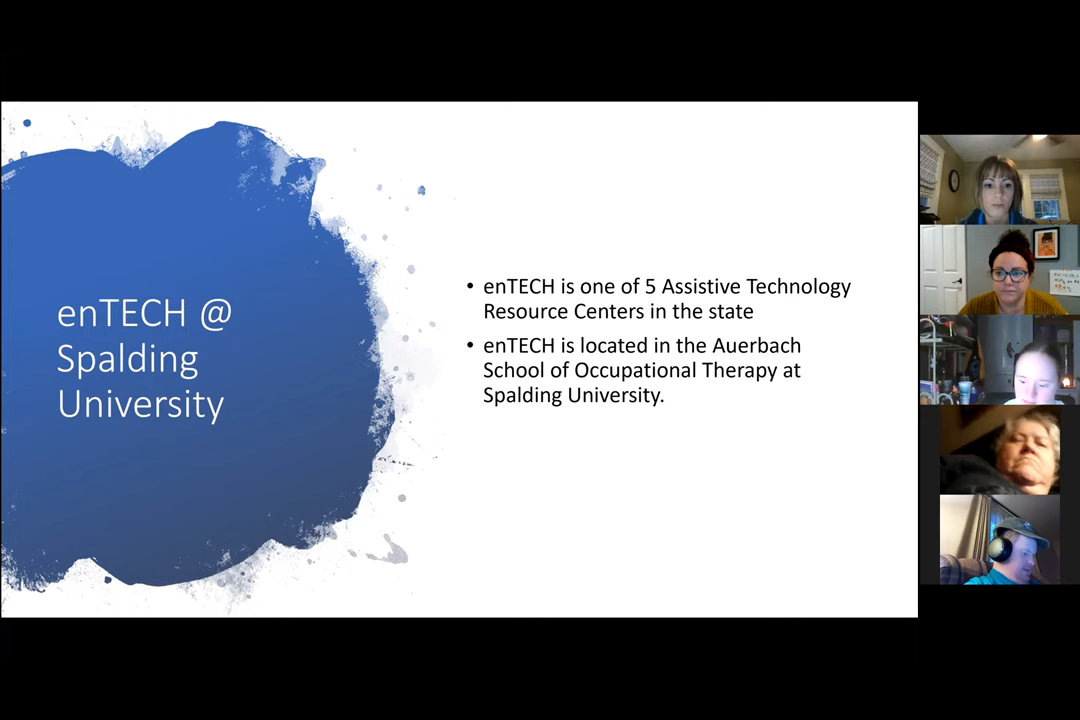 enTECH @
Spalding
University
• enTECH is one of 5 Assistive Technology
Resource Centers in the state
• enTECH is located in the Auerbach
School of Occupational Therapy at
Spalding University.